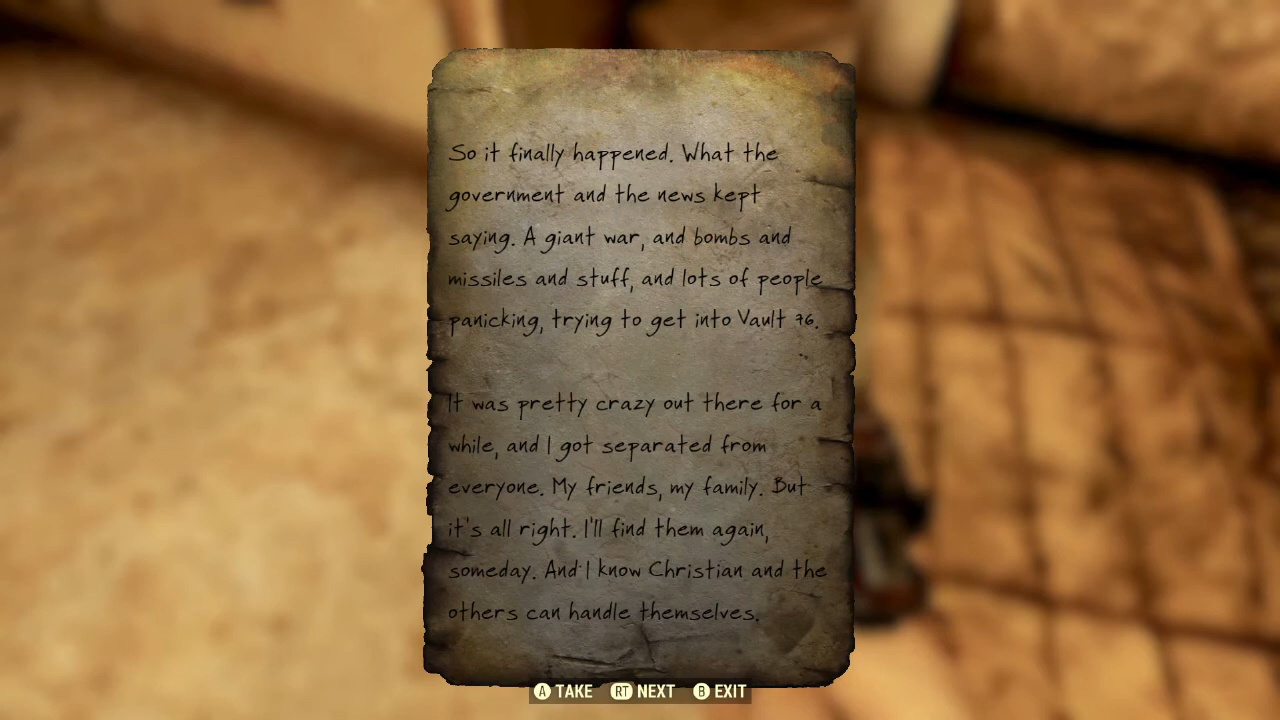 So it finally happened. What the
government and the news kept
saying. A giant war, and bombs and
missiles and stuff, and lots of people
panicking, trying to get into Vault 76.
It was pretty crazy out there for a
while, and I got separated from
everyone. My friends, my family. But
it's all right. I'll find them again,
someday. And I know Christian and the
others can handle themselves.
A TAKE RT NEXT B EXIT